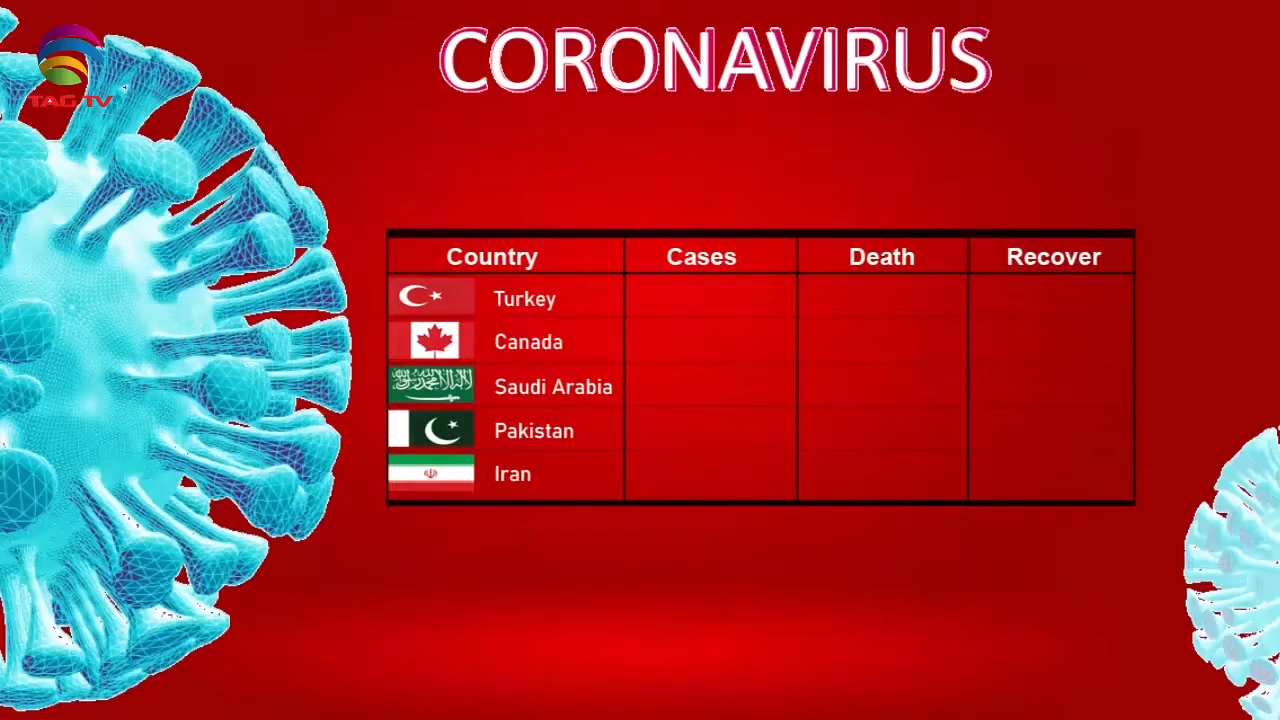 TAG TV
CORONAVIRUS
Country Cases Death Recover
Turkey
Canada
Saudi Arabia
Pakistan
Iran